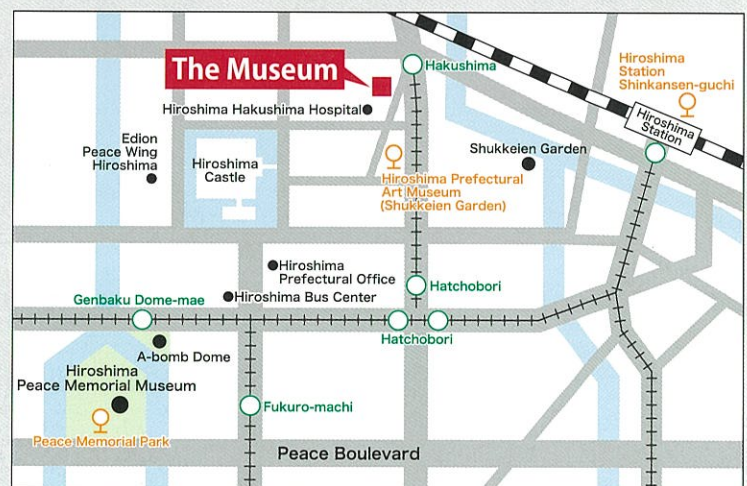 The Museum
Hakushima
Hiroshima
Station
Shinkansen-guchi
Hiroshima Hakushima Hospital
Hiroshima
Station
Edion
Peace Wing
Hiroshima
Hiroshima
Castle
Shukkeien Garden
Hiroshima Prefectural
Art Museum
(Shukkeien Garden)
Hiroshima
Prefectural Office
Hatchobori
Genbaku Dome-mae
Hiroshima Bus Center
Hatchobori
A-bomb Dome
Hiroshima
Peace Memorial Museum
Fukuro-machi
Peace Memorial Park
Peace Boulevard